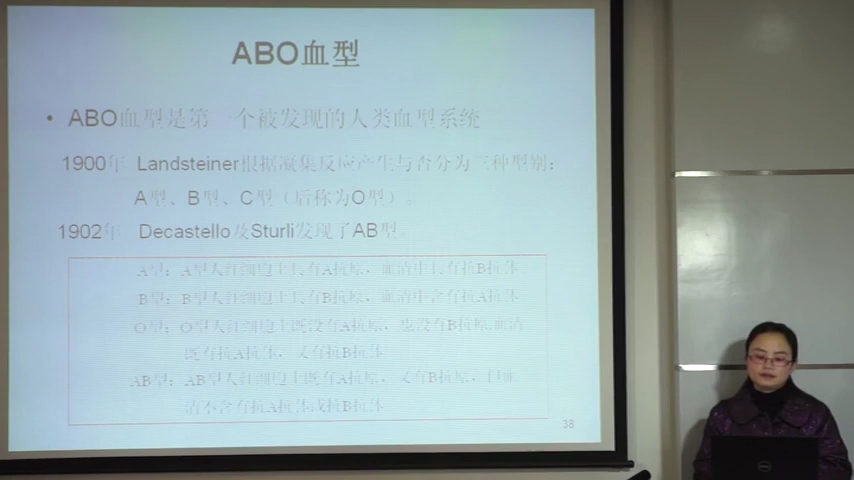 ABO血型
• ABO血型是第一个被发现的人类血型系统
1900年 Landsteiner根据凝集反应产生与否分为三种型别：
A型、B型、C型（后称为O型）。
1902年 Decastello及Sturli发现了AB型。
A型：A型人红细胞上有A抗原，血清中有抗B抗体
B型：B型人红细胞上有B抗原，血清中含有抗A抗体
O型：O型人红细胞上既没有A抗原，也没有B抗原,血清
既有抗A抗体，又有抗B抗体
AB型：AB型人红细胞上既有A抗原，又有B抗原，但血
清不含有抗A抗体或抗B抗体
38
DELL